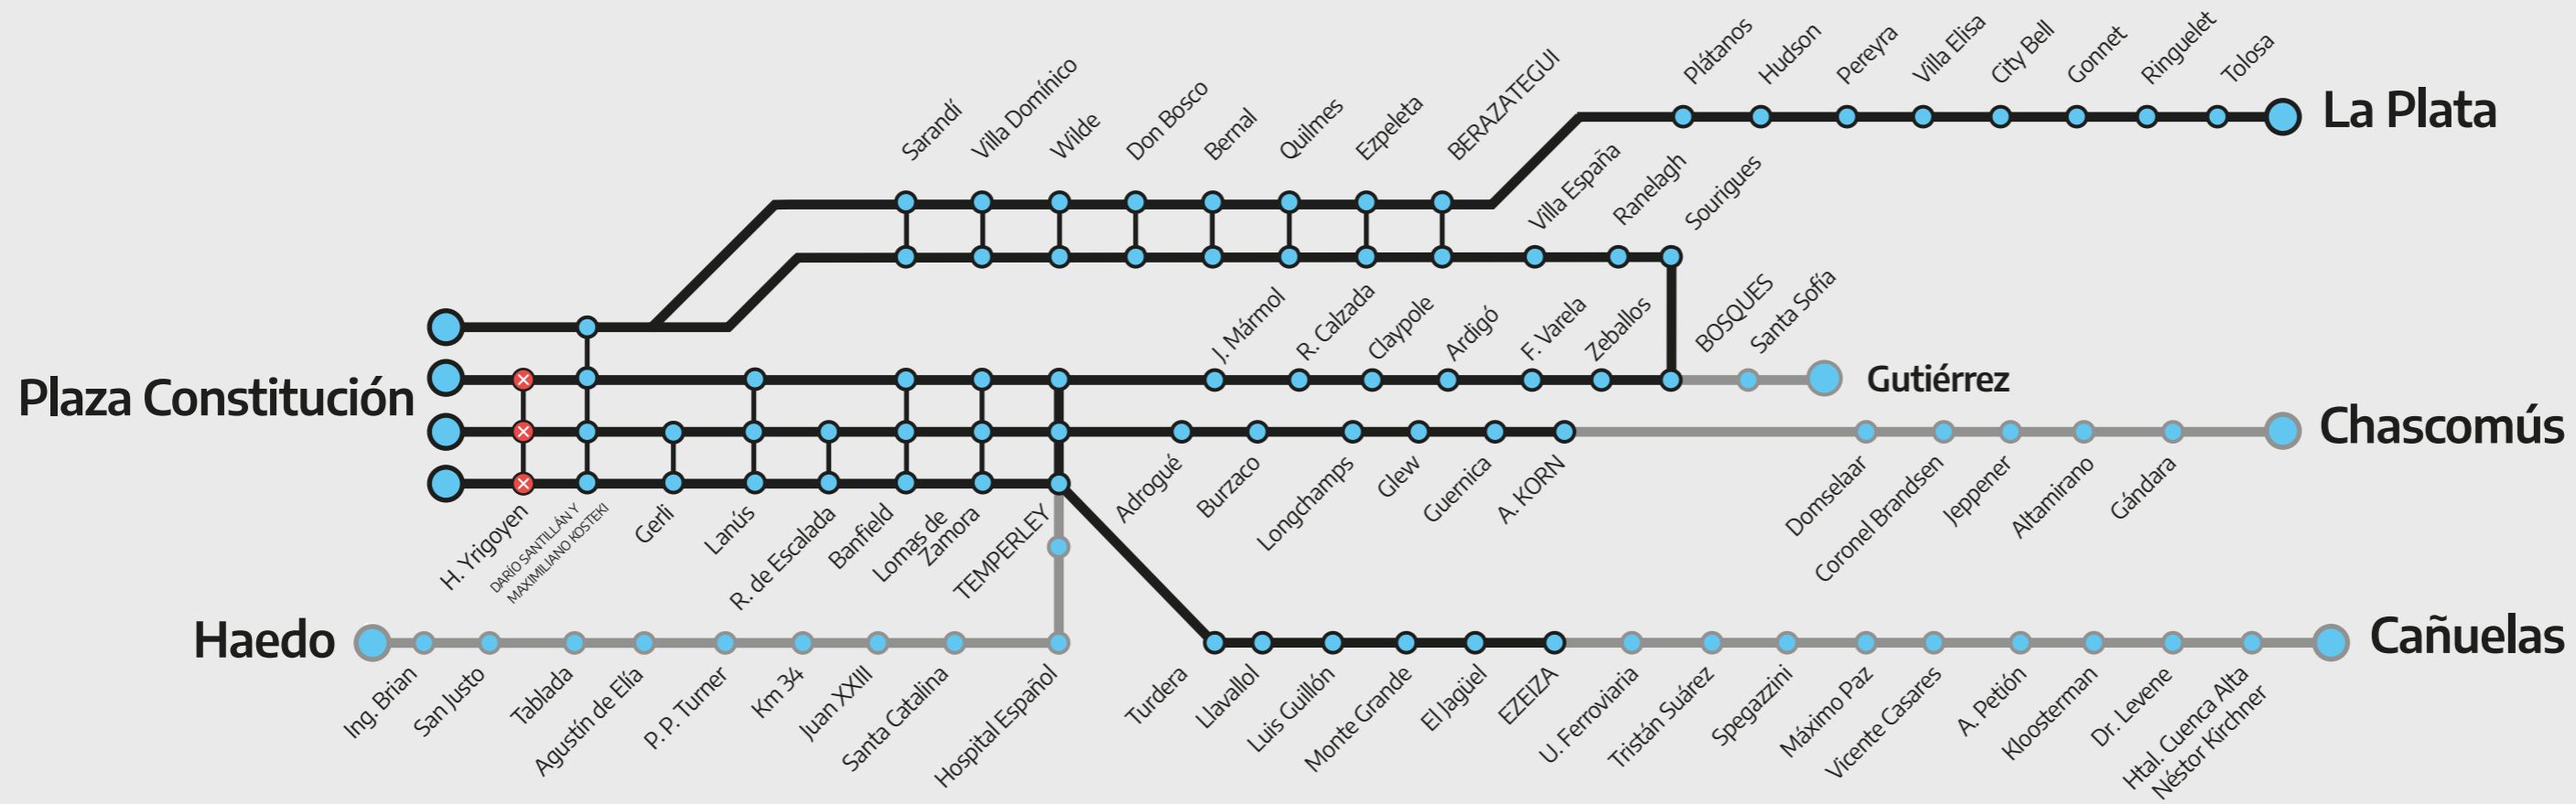 Plátanos
Hudson
Pereyra
Villa Elisa
City Bell
Gonnet
Ringuelet
Tolosa
La Plata
Sarandí
Villa Domínico
Wilde
Don Bosco
Bernal
Quilmes
Ezpeleta
BERAZATEGUI
Villa España
Ranelagh
Sourigues
J. Mármol
R. Calzada
Claypole
Ardigó
F. Varela
Zeballos
BOSQUES
Santa Sofía
Gutiérrez
Plaza Constitución
Chascomús
H. Yrigoyen
DARÍO SANTILLÁN Y
MAXIMILIANO KOSTEKI
Gerli
Lanús
R. de Escalada
Banfield
Lomas de
Zamora
TEMPERLEY
Adrogué
Burzaco
Longchamps
Glew
Guernica
A. KORN
Domselaar
Coronel Brandsen
Jeppener
Altamirano
Gándara
Haedo
Cañuelas
Ing. Brian
San Justo
Tablada
Agustín de Elía
P. P. Turner
Km 34
Juan XXIII
Santa Catalina
Hospital Español
Turdera
Llavallol
Luis Guillón
Monte Grande
El Jagüel
EZEIZA
U. Ferroviaria
Tristán Suárez
Spegazzini
Máximo Paz
Vicente Casares
A. Petión
Kloosterman
Dr. Levene
Htal. Cuenca Alta
Néstor Kirchner